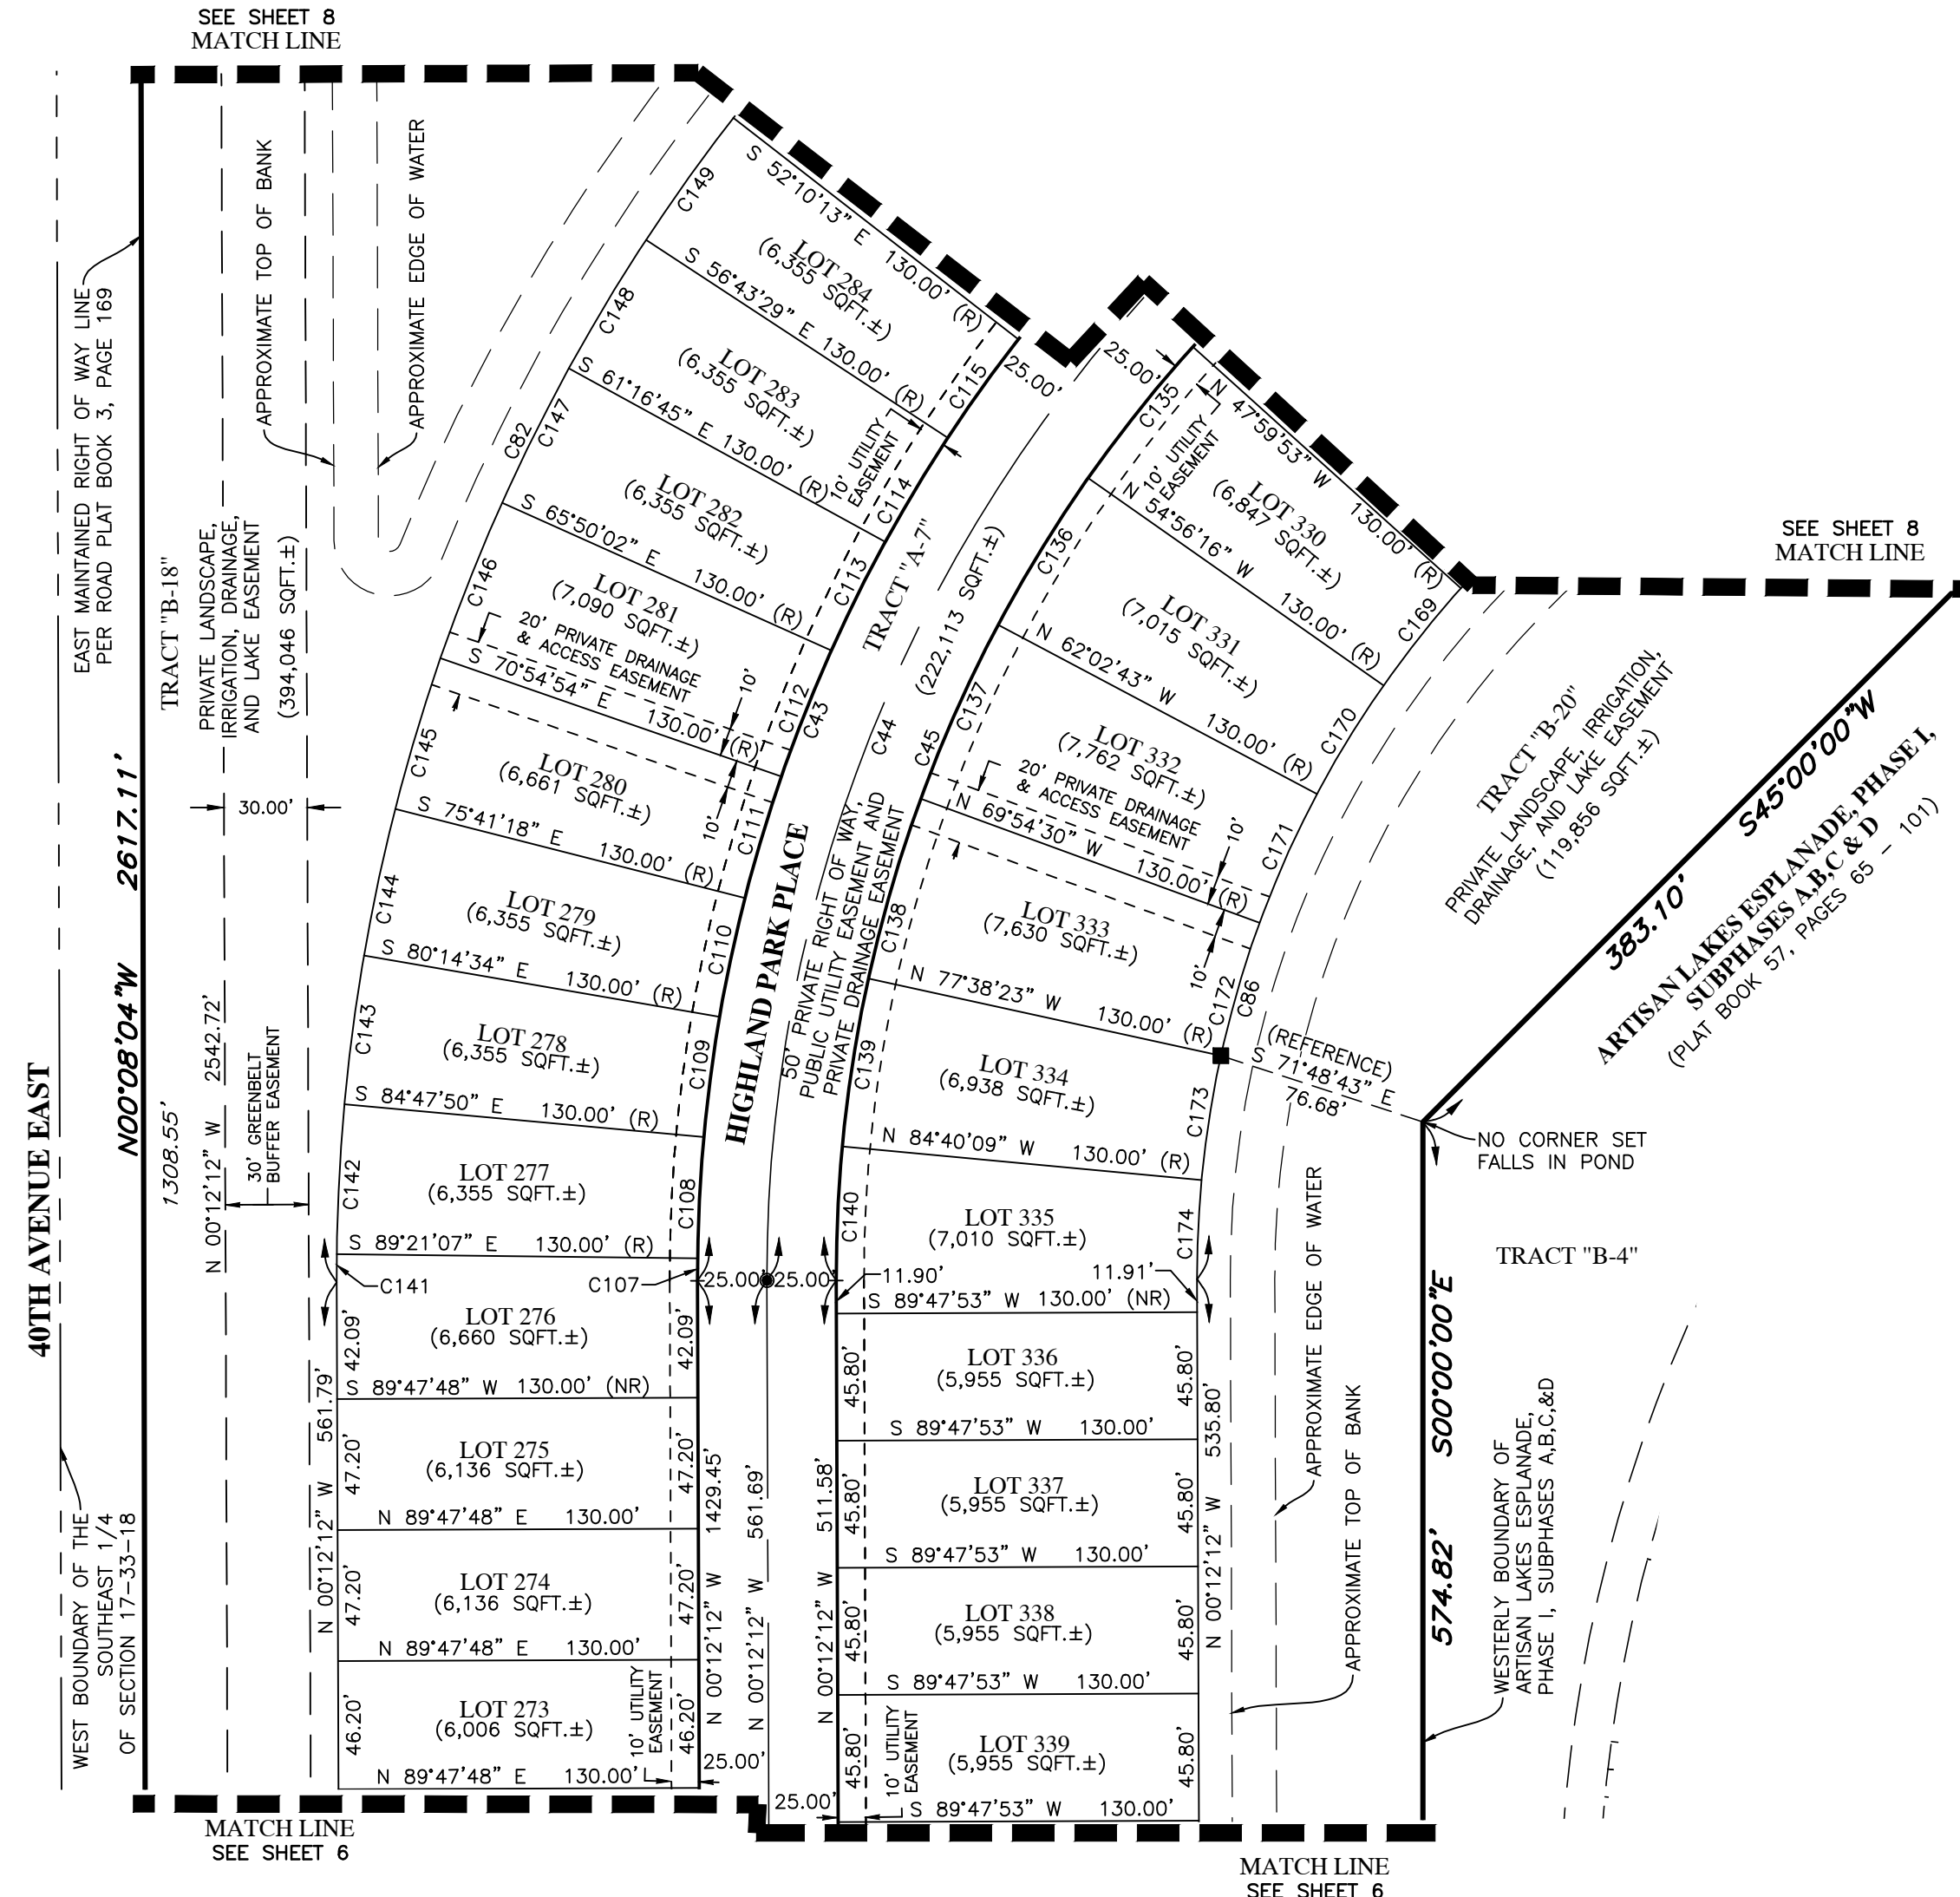 SEE SHEET 8
MATCH LINE
EAST MAINTAINED RIGHT OF WAY LINE
PER ROAD PLAT BOOK 3, PAGE 169
APPROXIMATE TOP OF BANK
APPROXIMATE EDGE OF WATER
TRACT "B-18"
PRIVATE LANDSCAPE,
IRRIGATION, DRAINAGE,
AND LAKE EASEMENT
(394,046 SQFT.±)
30.00'
N00°08'04"W 2617.11'
1308.55'
N 00°12'12" W 2542.72'
30' GREENBELT
BUFFER EASEMENT
40TH AVENUE EAST
WEST BOUNDARY OF THE
SOUTHEAST 1/4
OF SECTION 17-33-18
N 00°12'12" W 561.79'
C82
C149
S 52°10'13" E 130.00' (R)
LOT 284
(6,355 SQFT.±)
C115
C148
S 56°43'29" E 130.00' (R)
LOT 283
(6,355 SQFT.±)
10' UTILITY
EASEMENT
C114
C147
S 61°16'45" E 130.00' (R)
LOT 282
(6,355 SQFT.±)
C113
C146
S 65°50'02" E 130.00' (R)
LOT 281
(7,090 SQFT.±)
20' PRIVATE DRAINAGE
& ACCESS EASEMENT
10'
C112
C43
S 70°54'54" E 130.00' (R)
C145
LOT 280
(6,661 SQFT.±)
10'
C111
S 75°41'18" E 130.00' (R)
C144
LOT 279
(6,355 SQFT.±)
C110
S 80°14'34" E 130.00' (R)
C143
LOT 278
(6,355 SQFT.±)
C109
S 84°47'50" E 130.00' (R)
C142
LOT 277
(6,355 SQFT.±)
C108
S 89°21'07" E 130.00' (R)
C141
C107
42.09'
LOT 276
(6,660 SQFT.±)
42.09'
S 89°47'48" W 130.00' (NR)
47.20'
LOT 275
(6,136 SQFT.±)
47.20'
N 89°47'48" E 130.00'
47.20'
LOT 274
(6,136 SQFT.±)
47.20'
N 89°47'48" E 130.00'
46.20'
LOT 273
(6,006 SQFT.±)
10' UTILITY
EASEMENT
46.20'
N 89°47'48" E 130.00'
N 00°12'12" W 1429.45'
25.00'
25.00'
N 00°12'12" W 561.69'
25.00'
25.00'
N 00°12'12" W 511.58'
25.00'
25.00'
TRACT "A-7"
(222,113 SQFT.±)
C44
HIGHLAND PARK PLACE
50' PRIVATE RIGHT OF WAY,
PUBLIC UTILITY EASEMENT AND
PRIVATE DRAINAGE EASEMENT
C45
C135
N 47°59'53" W 130.00' (R)
10' UTILITY
EASEMENT
LOT 330
(6,847 SQFT.±)
C169
N 54°56'16" W 130.00' (R)
C136
LOT 331
(7,015 SQFT.±)
C170
N 62°02'43" W 130.00' (R)
C137
LOT 332
(7,762 SQFT.±)
20' PRIVATE DRAINAGE
& ACCESS EASEMENT
10'
C171
N 69°54'30" W 130.00' (R)
C138
LOT 333
(7,630 SQFT.±)
10'
C172
C86
N 77°38'23" W 130.00' (R)
C139
LOT 334
(6,938 SQFT.±)
C173
N 84°40'09" W 130.00' (R)
C140
LOT 335
(7,010 SQFT.±)
C174
11.90'
11.91'
S 89°47'53" W 130.00' (NR)
45.80'
LOT 336
(5,955 SQFT.±)
45.80'
S 89°47'53" W 130.00'
45.80'
LOT 337
(5,955 SQFT.±)
45.80'
S 89°47'53" W 130.00'
45.80'
LOT 338
(5,955 SQFT.±)
45.80'
S 89°47'53" W 130.00'
45.80'
10' UTILITY
EASEMENT
LOT 339
(5,955 SQFT.±)
45.80'
S 89°47'53" W 130.00'
N 00°12'12" W 535.80'
SEE SHEET 8
MATCH LINE
TRACT "B-20"
PRIVATE LANDSCAPE, IRRIGATION,
DRAINAGE, AND LAKE EASEMENT
(119,856 SQFT.±)
383.10' S45°00'00"W
ARTISAN LAKES ESPLANADE, PHASE I,
SUBPHASES A,B,C & D
(PLAT BOOK 57, PAGES 65 – 101)
(REFERENCE)
S 71°48'43" E
76.68'
NO CORNER SET
FALLS IN POND
APPROXIMATE EDGE OF WATER
APPROXIMATE TOP OF BANK
TRACT "B-4"
574.82' S00°00'00"E
WESTERLY BOUNDARY OF
ARTISAN LAKES ESPLANADE,
PHASE I, SUBPHASES A,B,C,&D
MATCH LINE
SEE SHEET 6
MATCH LINE
SEE SHEET 6